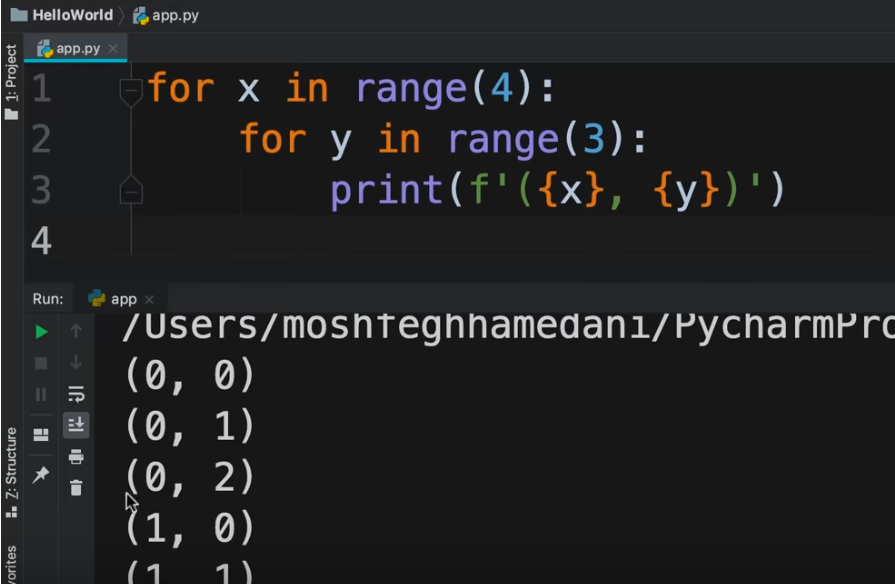 HelloWorld app.py
app.py
1: Project
1 for x in range(4):
2     for y in range(3):
3         print(f'({x}, {y})')
4
Run: app
/Users/moshfeghhamedani/PycharmPro
(0, 0)
(0, 1)
(0, 2)
(1, 0)
(1, 1)
Z: Structure
vorites